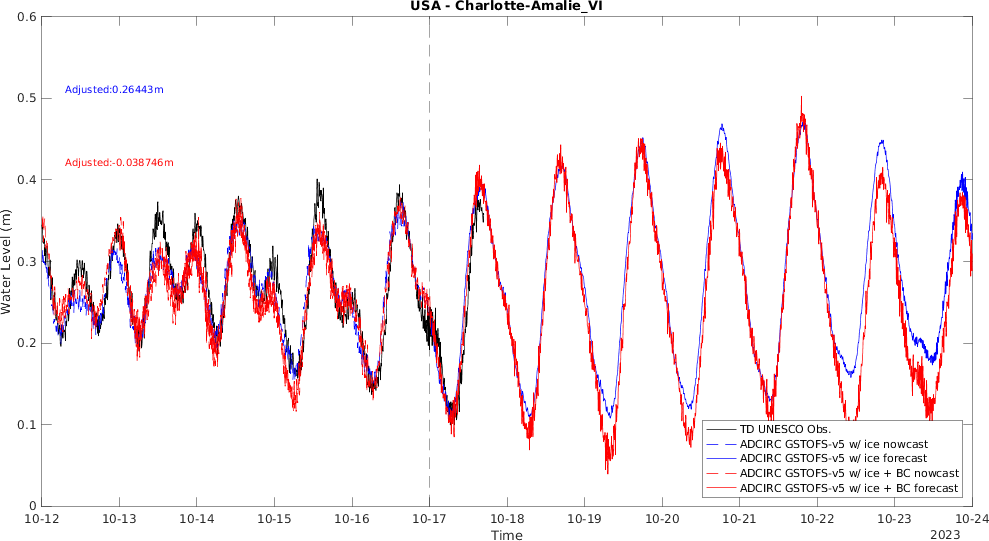 USA - Charlotte-Amalie_VI
0.6
0.5
0.4
0.3
0.2
0.1
0
Water Level (m)
Adjusted:0.26443m
Adjusted:-0.038746m
TD UNESCO Obs.
ADCIRC GSTOFS-v5 w/ ice nowcast
ADCIRC GSTOFS-v5 w/ ice forecast
ADCIRC GSTOFS-v5 w/ ice + BC nowcast
ADCIRC GSTOFS-v5 w/ ice + BC forecast
10-12 10-13 10-14 10-15 10-16 10-17 10-18 10-19 10-20 10-21 10-22 10-23 10-24
Time
2023